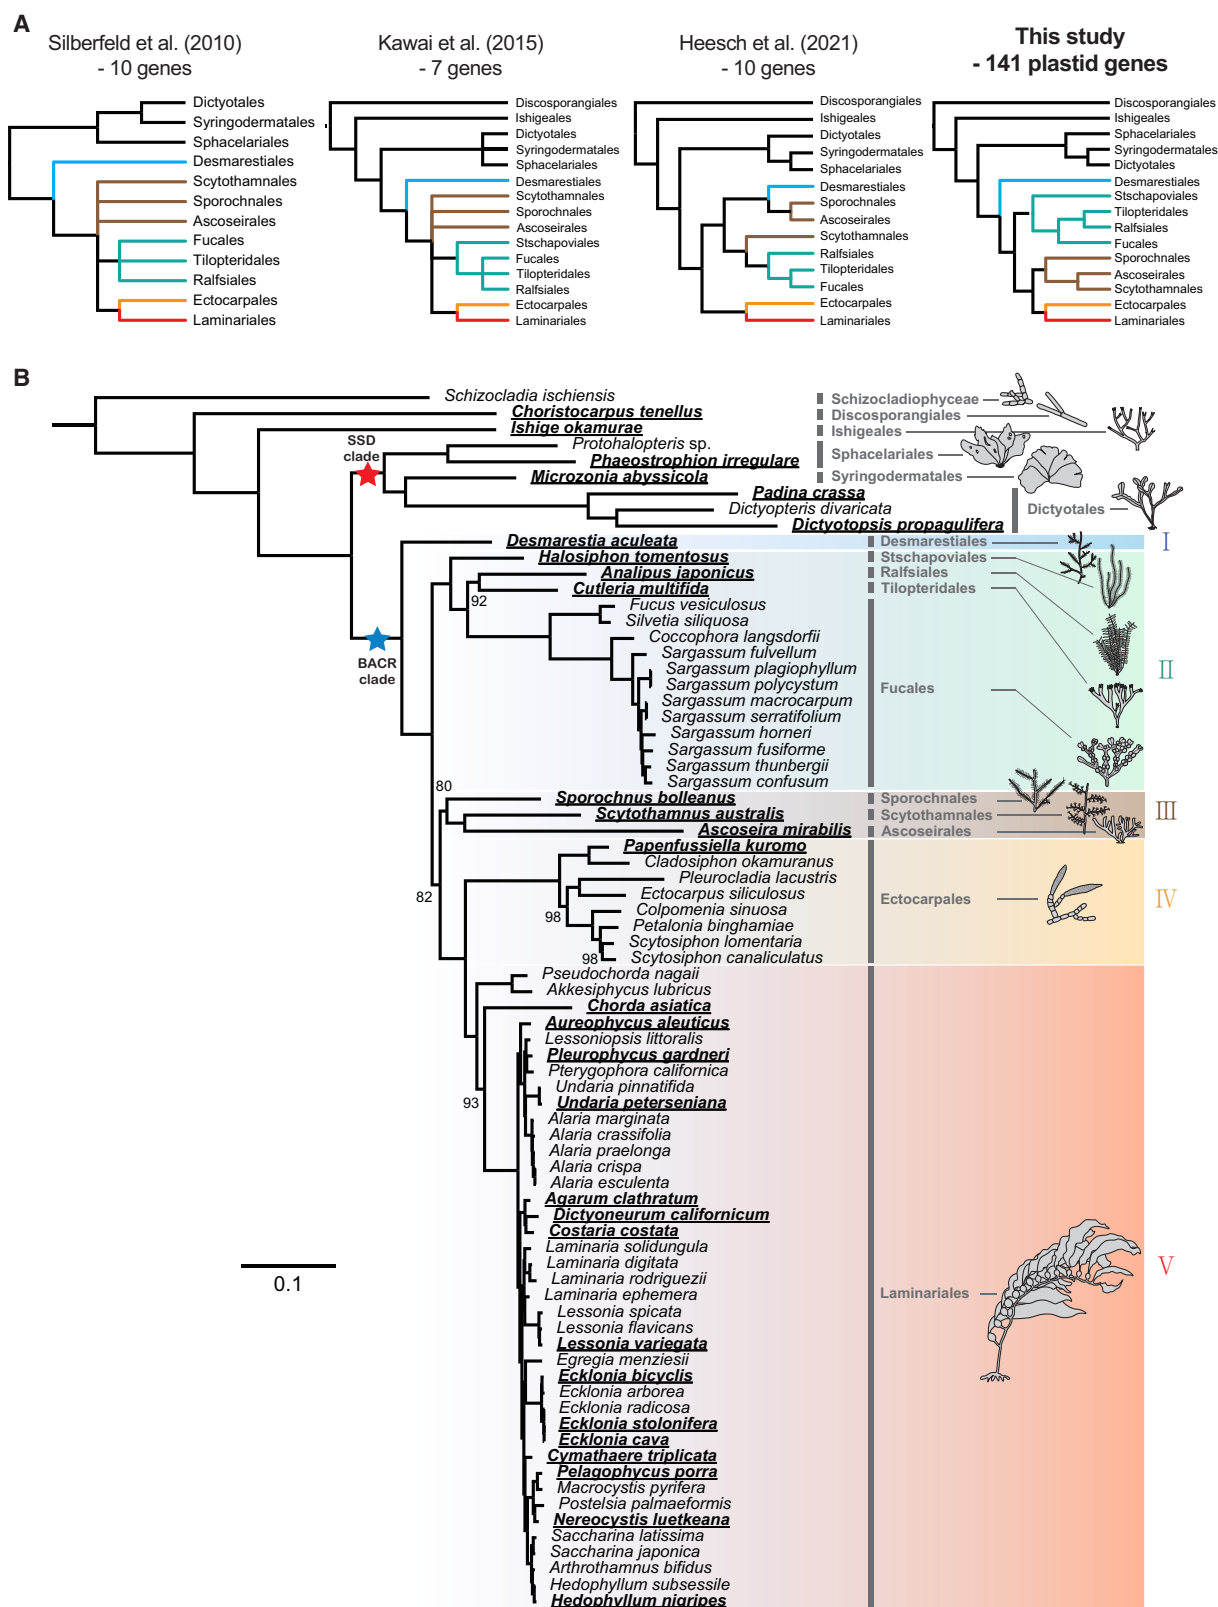 A
Silberfeld et al. (2010)
- 10 genes
Dictyotales
Syringodermatales
Sphacelariales
Desmarestiales
Scytothamnales
Sporochnales
Ascoseirales
Fucales
Tilopteridales
Ralfsiales
Ectocarpales
Laminariales
Kawai et al. (2015)
- 7 genes
Discosporangiales
Ishigeales
Dictyotales
Syringodermatales
Sphacelariales
Desmarestiales
Scytothamnales
Sporochnales
Ascoseirales
Stschapoviales
Fucales
Tilopteridales
Ralfsiales
Ectocarpales
Laminariales
Heesch et al. (2021)
- 10 genes
Discosporangiales
Ishigeales
Dictyotales
Syringodermatales
Sphacelariales
Desmarestiales
Sporochnales
Ascoseirales
Scytothamnales
Ralfsiales
Tilopteridales
Fucales
Ectocarpales
Laminariales
This study
- 141 plastid genes
Discosporangiales
Ishigeales
Sphacelariales
Syringodermatales
Dictyotales
Desmarestiales
Stschapoviales
Tilopteridales
Ralfsiales
Fucales
Sporochnales
Ascoseirales
Scytothamnales
Ectocarpales
Laminariales
B
Schizocladia ischiensis
Choristocarpus tenellus
Ishige okamurae
Protohalopteris sp.
Phaeostrophion irregulare
Microzonia abyssicola
Padina crassa
Dictyopteris divaricata
Dictyotopsis propagulifera
Desmarestia aculeata
Halosiphon tomentosus
Analipus japonicus
Cutleria multifida
Fucus vesiculosus
Silvetia siliquosa
Coccophora langsdorfii
Sargassum fulvellum
Sargassum plagiophyllum
Sargassum polycystum
Sargassum macrocarpum
Sargassum serratifolium
Sargassum horneri
Sargassum fusiforme
Sargassum thunbergii
Sargassum confusum
Sporochnus bolleanus
Scytothamnus australis
Ascoseira mirabilis
Papenfussiella kuromo
Cladosiphon okamuranus
Pleurocladia lacustris
Ectocarpus siliculosus
Colpomenia sinuosa
Petalonia binghamiae
Scytosiphon lomentaria
Scytosiphon canaliculatus
Pseudochorda nagaii
Akkesiphycus lubricus
Chorda asiatica
Aureophycus aleuticus
Lessoniopsis littoralis
Pleurophycus gardneri
Pterygophora californica
Undaria pinnatifida
Undaria peterseniana
Alaria marginata
Alaria crassifolia
Alaria praelonga
Alaria crispa
Alaria esculenta
Agarum clathratum
Dictyoneurum californicum
Costaria costata
Laminaria solidungula
Laminaria digitata
Laminaria rodriguezii
Laminaria ephemera
Lessonia spicata
Lessonia flavicans
Lessonia variegata
Egregia menziesii
Ecklonia bicyclis
Ecklonia arborea
Ecklonia radicosa
Ecklonia stolonifera
Ecklonia cava
Cymathaere triplicata
Pelagophycus porra
Macrocystis pyrifera
Postelsia palmaeformis
Nereocystis luetkeana
Saccharina latissima
Saccharina japonica
Arthrothamnus bifidus
Hedophyllum subsessile
Hedophyllum nigripes
SSD
clade
BACR
clade
92
80
82
98
98
93
0.1
Schizocladiophyceae
Discosporangiales
Ishigeales
Sphacelariales
Syringodermatales
Dictyotales
Desmarestiales
Stschapoviales
Ralfsiales
Tilopteridales
Fucales
Sporochnales
Scytothamnales
Ascoseirales
Ectocarpales
Laminariales
I
II
III
IV
V